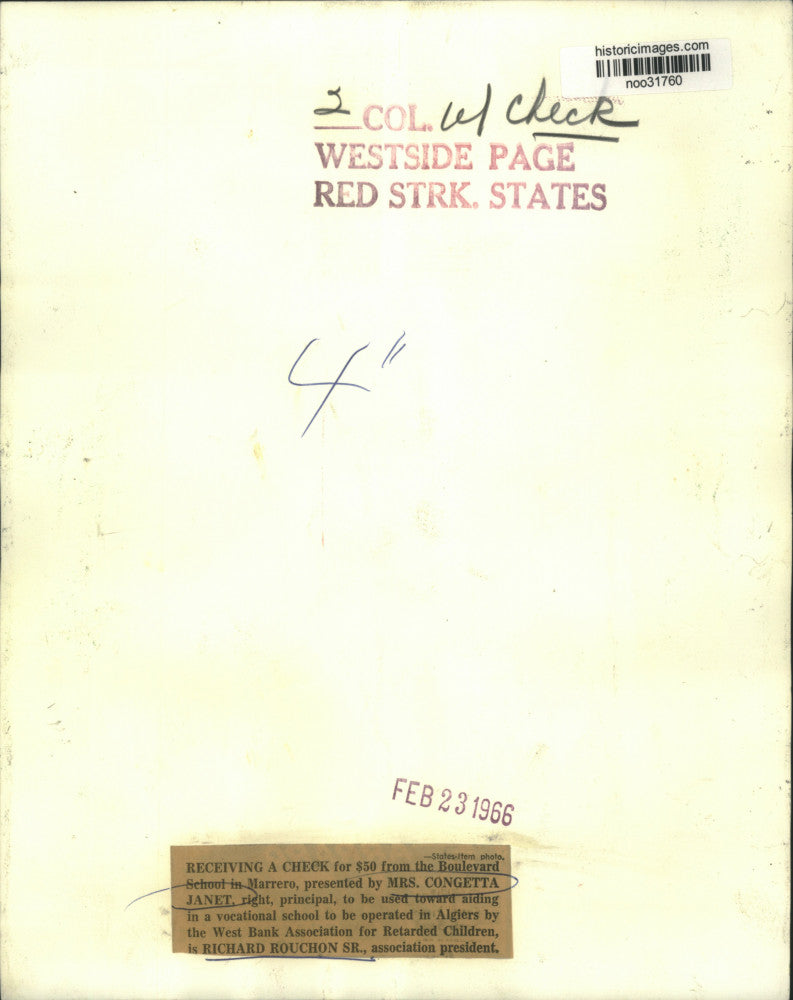 historicimages.com
noo31760
2 COL. w/ Check
WESTSIDE PAGE
RED STRK. STATES
4"
FEB 23 1966
—States-Item photo.
RECEIVING A CHECK for $50 from the Boulevard
School in Marrero, presented by MRS. CONGETTA
JANET, right, principal, to be used toward aiding
in a vocational school to be operated in Algiers by
the West Bank Association for Retarded Children,
is RICHARD ROUCHON SR., association president.